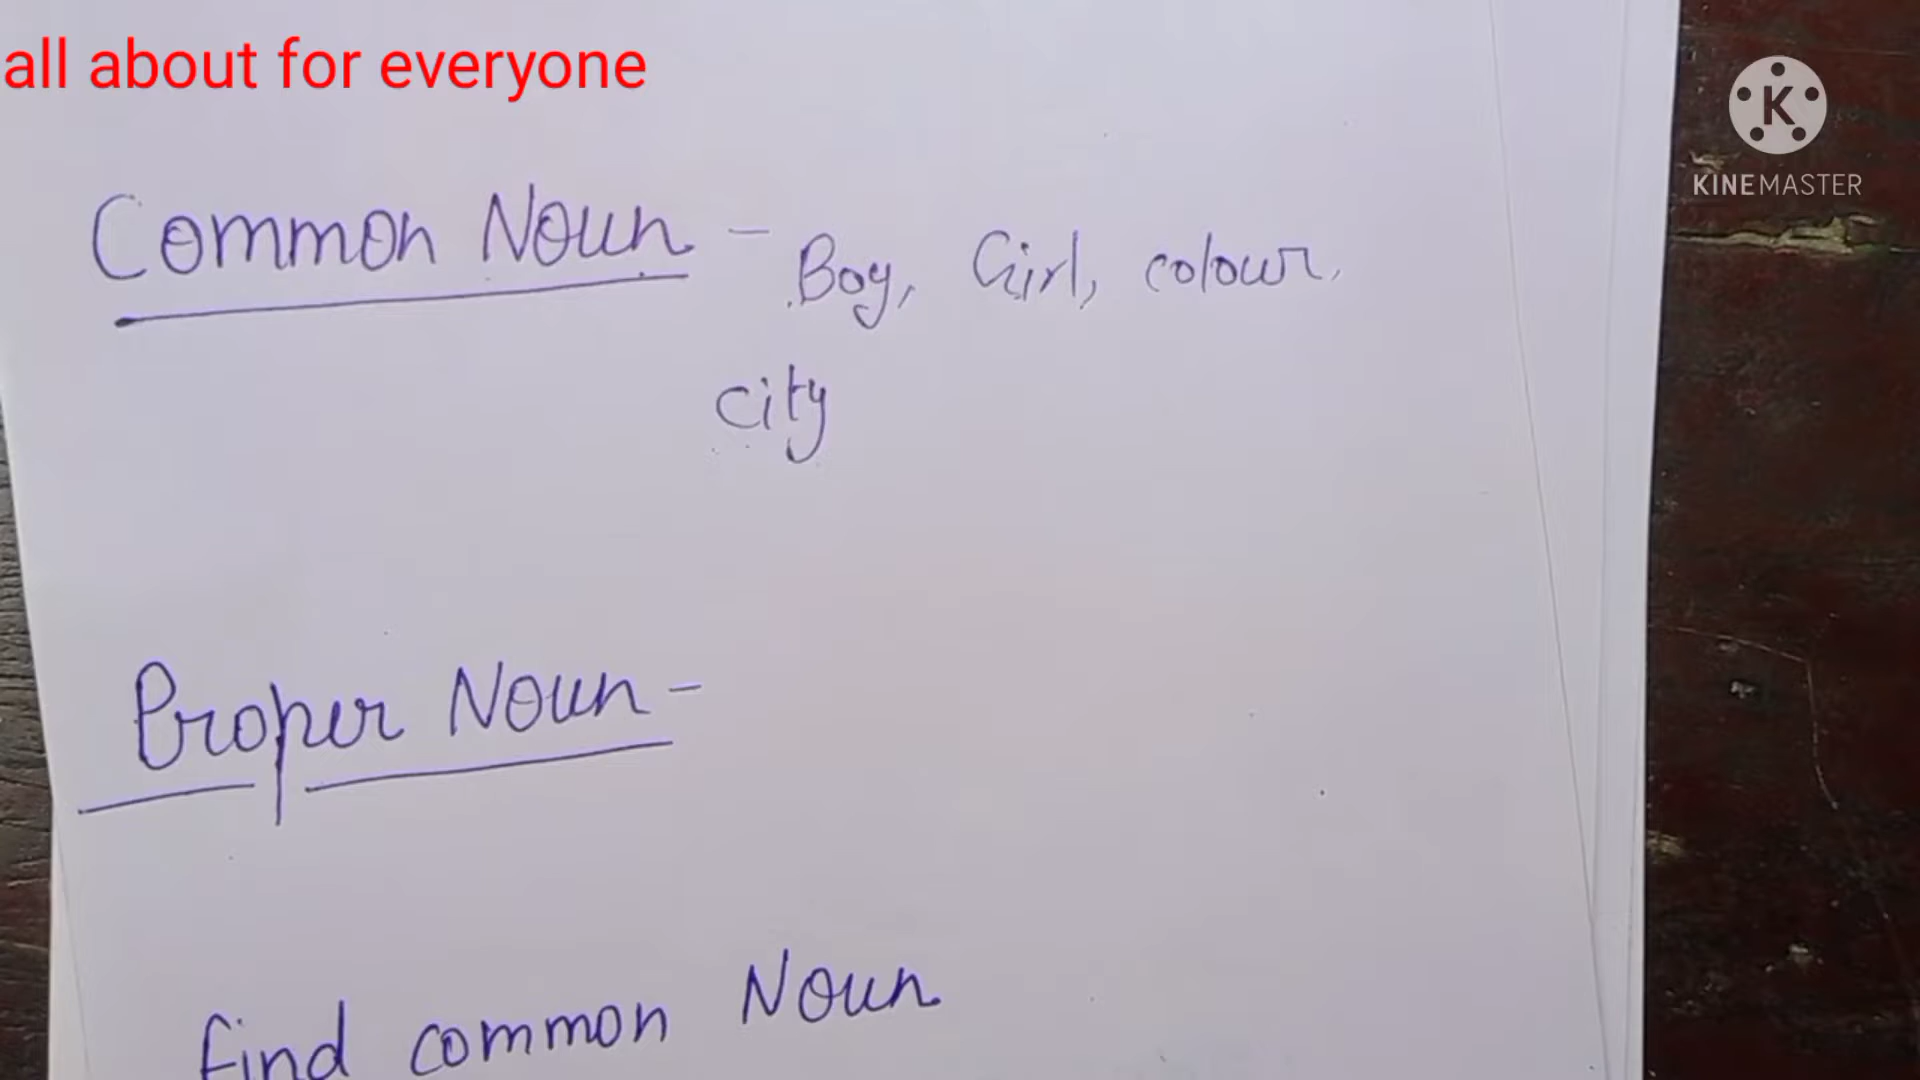 all about for everyone
KINEMASTER
Common Noun - Boy, Girl, colour,
city
Proper Noun -
find common Noun